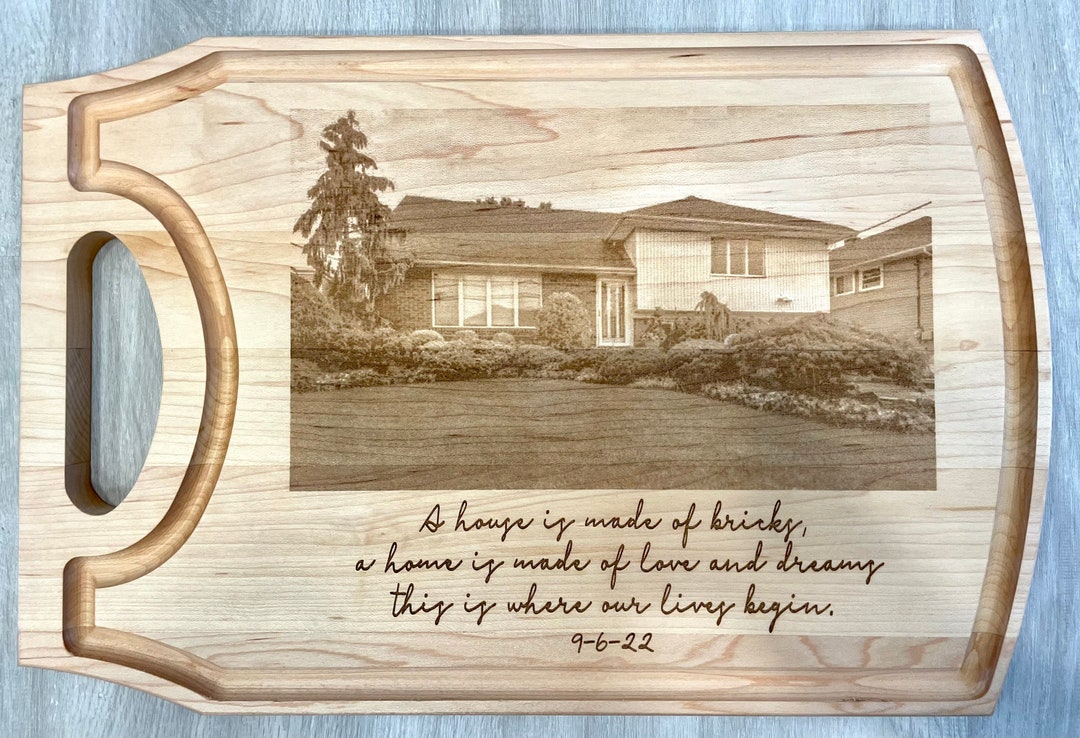 A house is made of bricks,
a home is made of love and dreams
this is where our lives begin.
9-6-22